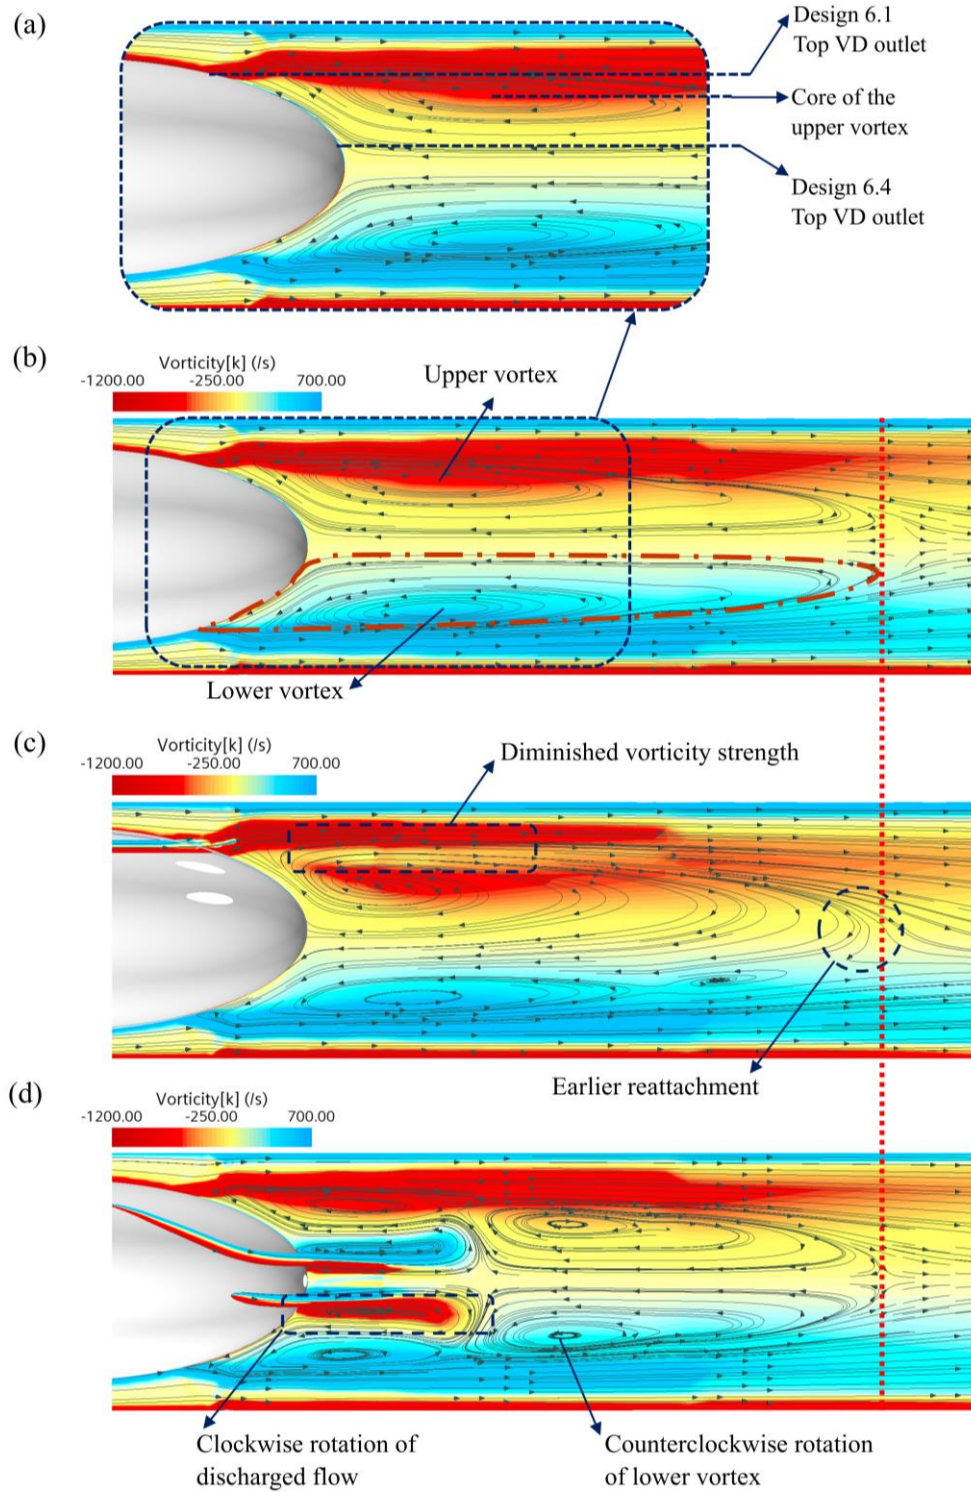 (a)
Design 6.1
Top VD outlet
Core of the
upper vortex
Design 6.4
Top VD outlet
(b)
Vorticity[k] (/s)
-1200.00 -250.00 700.00
Upper vortex
Lower vortex
(c)
Vorticity[k] (/s)
-1200.00 -250.00 700.00
Diminished vorticity strength
Earlier reattachment
(d)
Vorticity[k] (/s)
-1200.00 -250.00 700.00
Clockwise rotation of
discharged flow
Counterclockwise rotation
of lower vortex